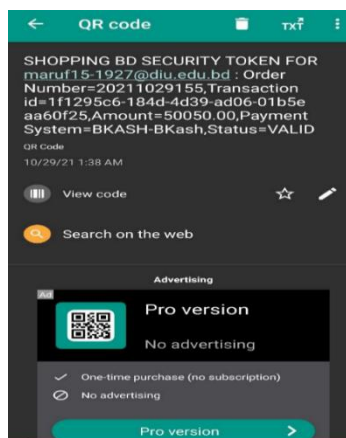 QR code
TXT
SHOPPING BD SECURITY TOKEN FOR
maruf15-1927@diu.edu.bd : Order
Number=20211029155,Transaction
id=1f1295c6-184d-4d39-ad06-01b5e
aa60f25,Amount=50050.00,Payment
System=BKASH-BKash,Status=VALID
QR Code
10/29/21 1:38 AM
View code
Search on the web
Advertising
Ad
Pro version
No advertising
One-time purchase (no subscription)
No advertising
Pro version